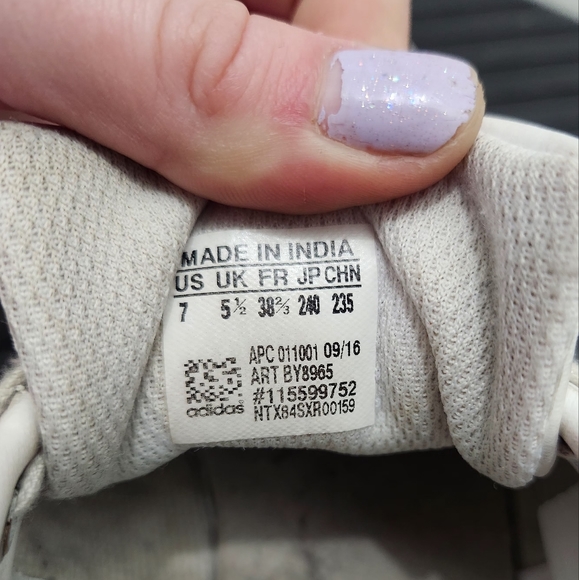 MADE IN INDIA
US UK FR JP CHN
7 5½ 38⅔ 240 235
APC 011001 09/16
ART BY8965
#115599752
adidas NTX84SXR00159